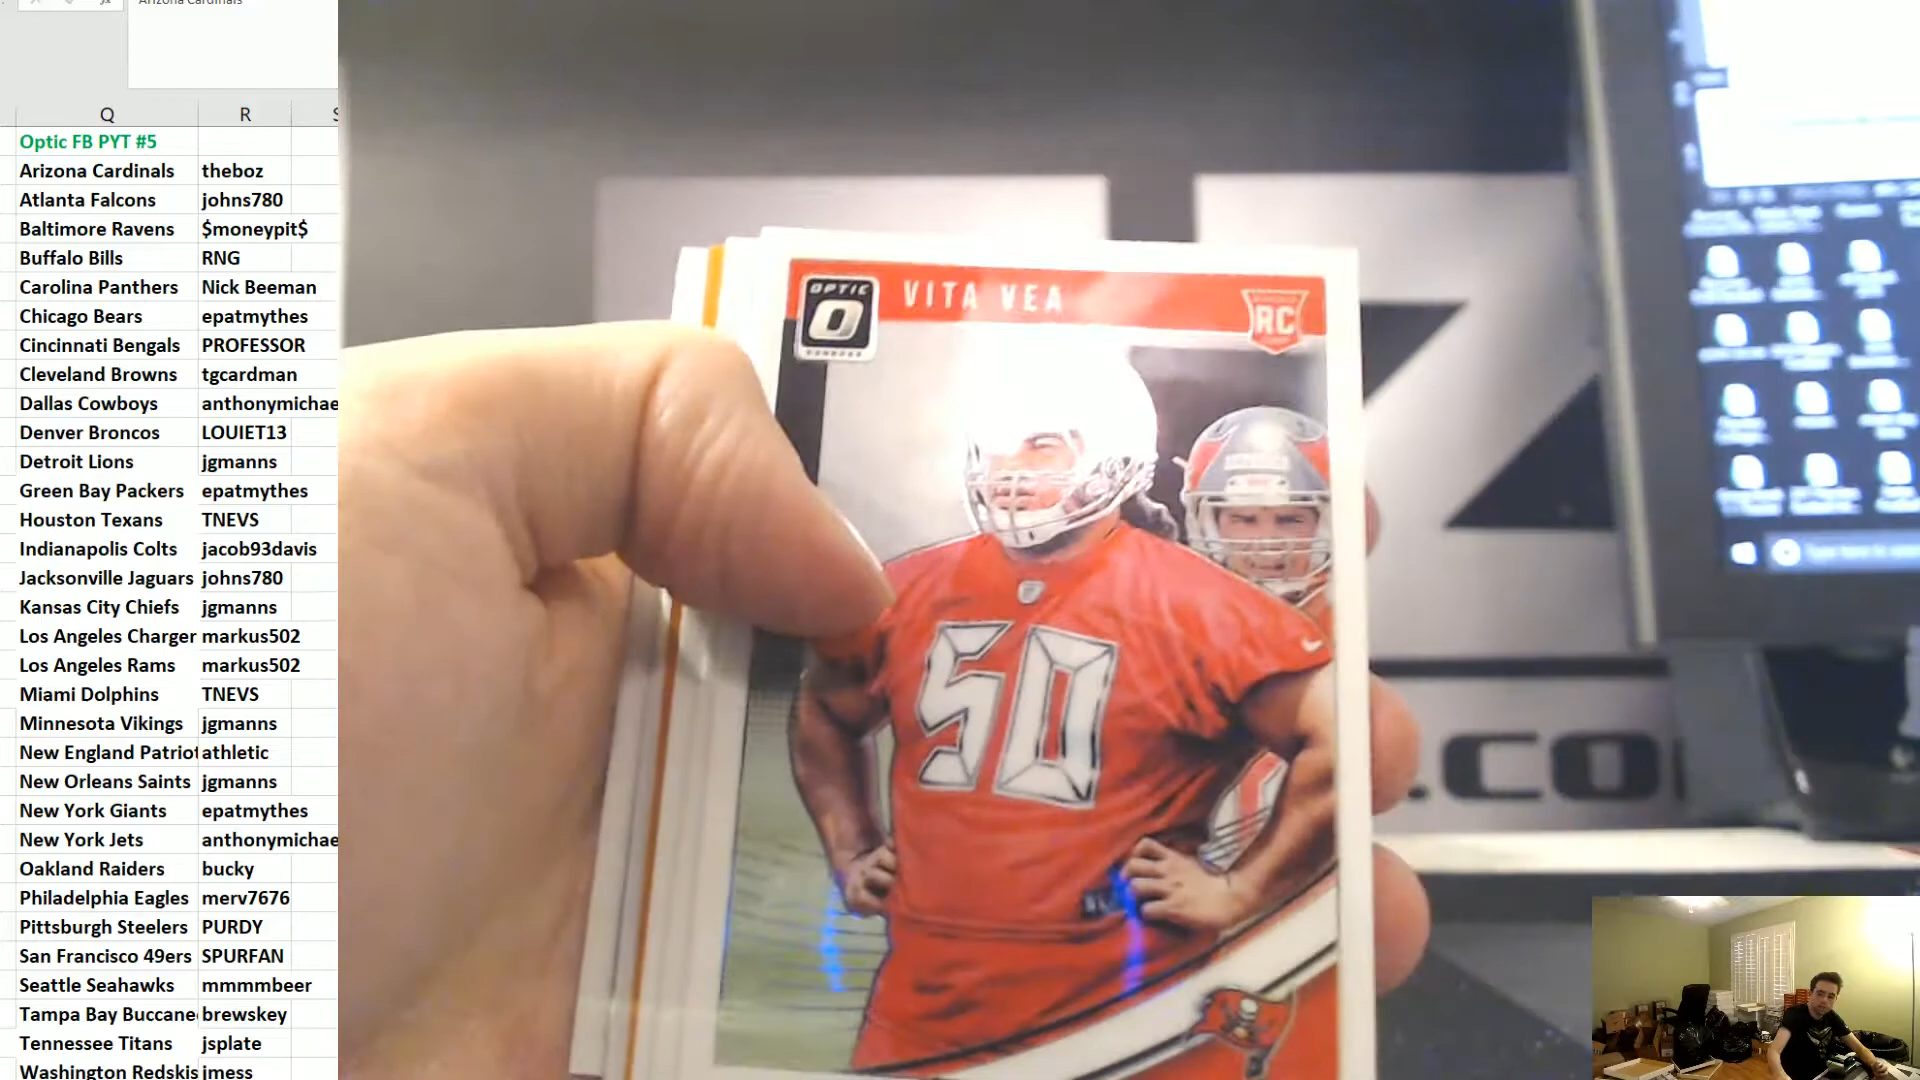 Arizona Cardinals
Q R
Optic FB PYT #5
Arizona Cardinals theboz
Atlanta Falcons johns780
Baltimore Ravens $moneypit$
Buffalo Bills RNG
Carolina Panthers Nick Beeman
Chicago Bears epatmythes
Cincinnati Bengals PROFESSOR
Cleveland Browns tgcardman
Dallas Cowboys anthonymichae
Denver Broncos LOUIET13
Detroit Lions jgmanns
Green Bay Packers epatmythes
Houston Texans TNEVS
Indianapolis Colts jacob93davis
Jacksonville Jaguars johns780
Kansas City Chiefs jgmanns
Los Angeles Charger markus502
Los Angeles Rams markus502
Miami Dolphins TNEVS
Minnesota Vikings jgmanns
New England Patriot athletic
New Orleans Saints jgmanns
New York Giants epatmythes
New York Jets anthonymichae
Oakland Raiders bucky
Philadelphia Eagles merv7676
Pittsburgh Steelers PURDY
San Francisco 49ers SPURFAN
Seattle Seahawks mmmmbeer
Tampa Bay Buccanee brewskey
Tennessee Titans jsplate
Washington Redskis jmess
OPTIC
O
DONRUSS
VITA VEA
RC
50
Z
.CO